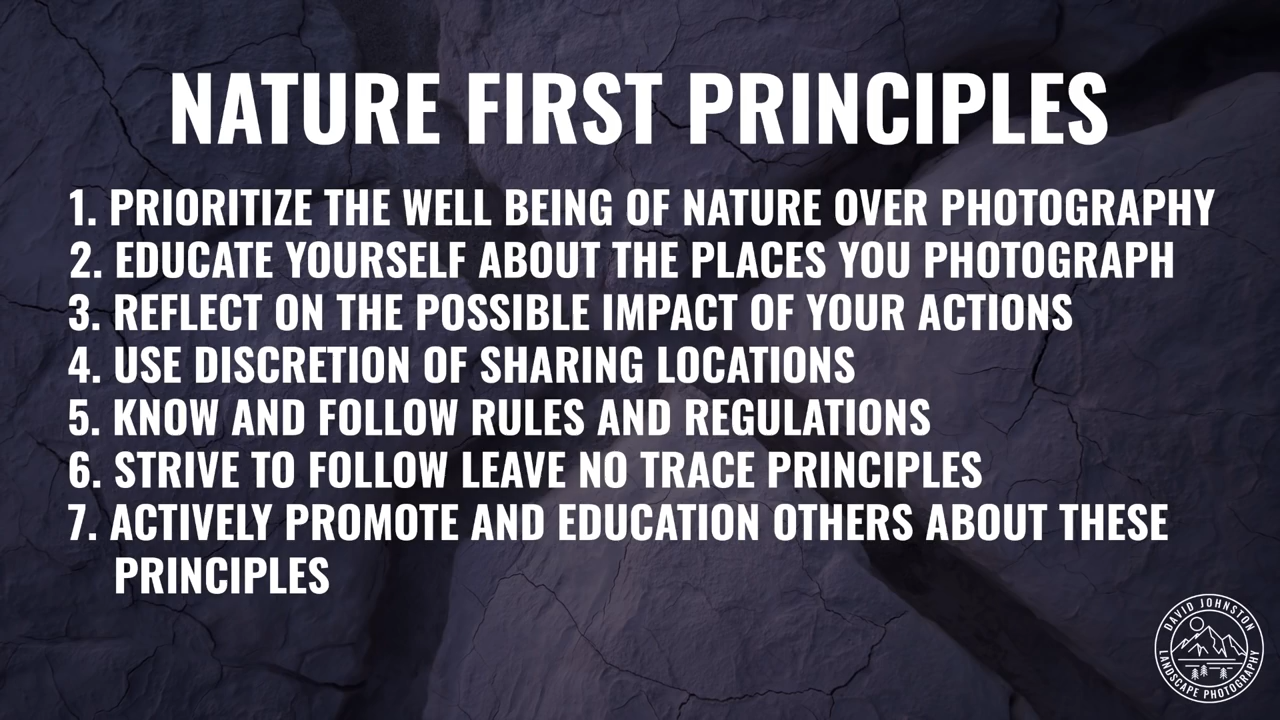 NATURE FIRST PRINCIPLES
1. PRIORITIZE THE WELL BEING OF NATURE OVER PHOTOGRAPHY
2. EDUCATE YOURSELF ABOUT THE PLACES YOU PHOTOGRAPH
3. REFLECT ON THE POSSIBLE IMPACT OF YOUR ACTIONS
4. USE DISCRETION OF SHARING LOCATIONS
5. KNOW AND FOLLOW RULES AND REGULATIONS
6. STRIVE TO FOLLOW LEAVE NO TRACE PRINCIPLES
7. ACTIVELY PROMOTE AND EDUCATION OTHERS ABOUT THESE
PRINCIPLES
DAVID JOHNSTON
LANDSCAPE PHOTOGRAPHY